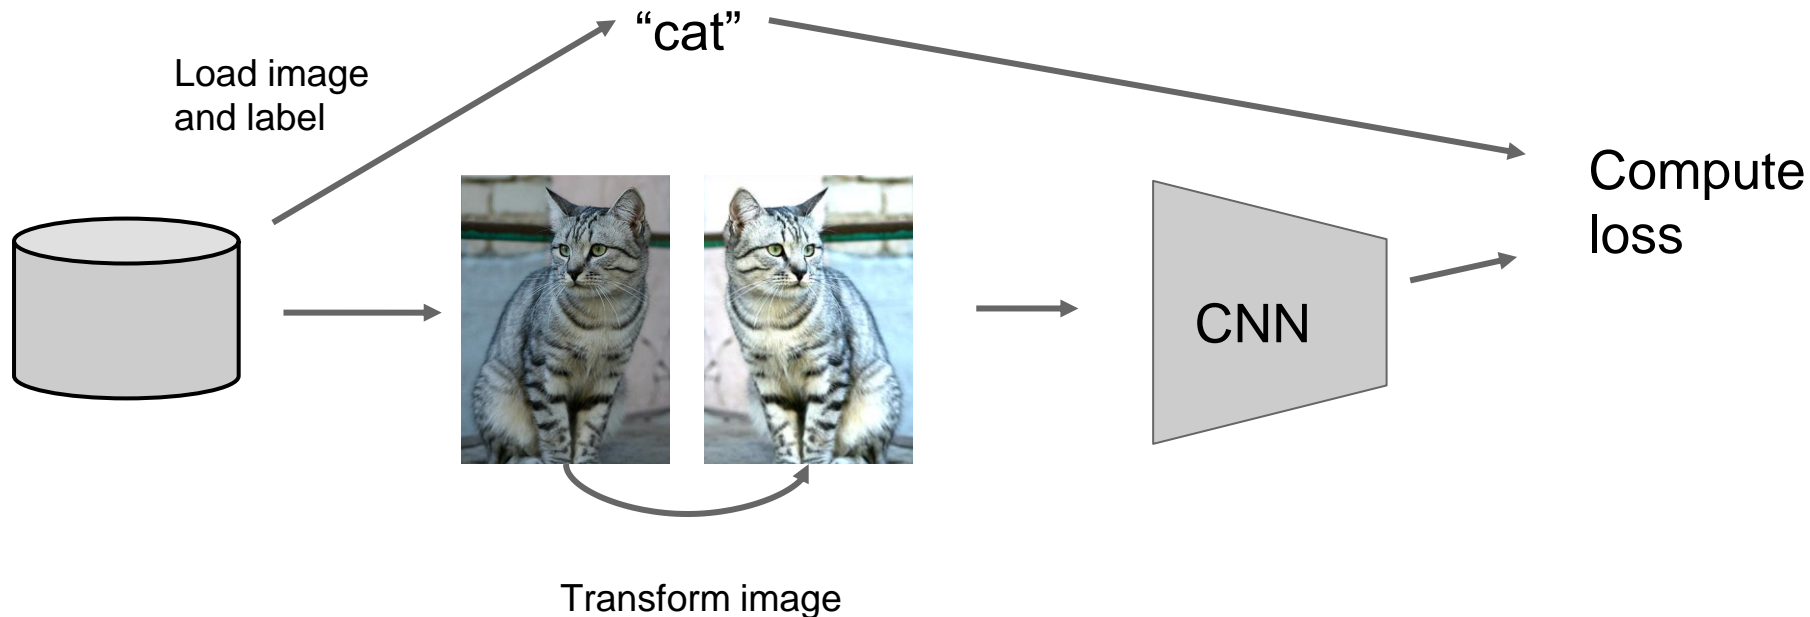 “cat”
Load image
and label
Compute
loss
CNN
Transform image